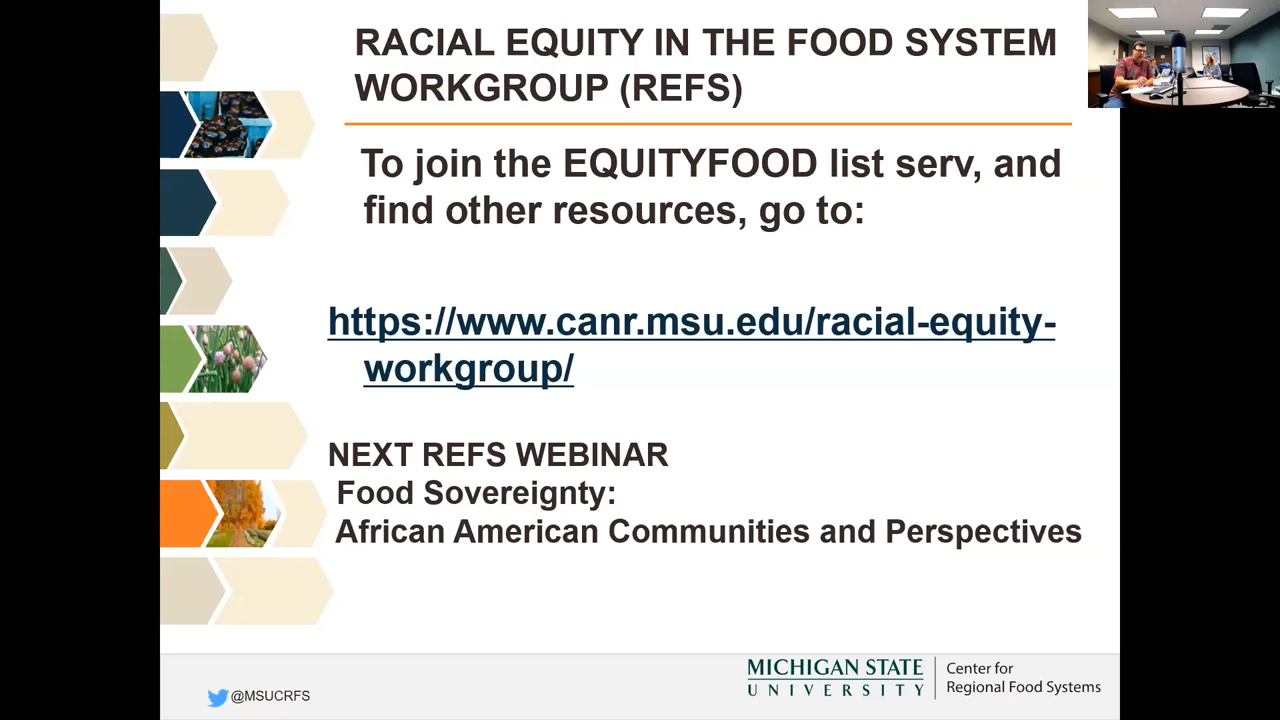 RACIAL EQUITY IN THE FOOD SYSTEM
WORKGROUP (REFS)
To join the EQUITYFOOD list serv, and
find other resources, go to:
https://www.canr.msu.edu/racial-equity-
workgroup/
NEXT REFS WEBINAR
Food Sovereignty:
African American Communities and Perspectives
@MSUCRFS
MICHIGAN STATE
UNIVERSITY
Center for
Regional Food Systems